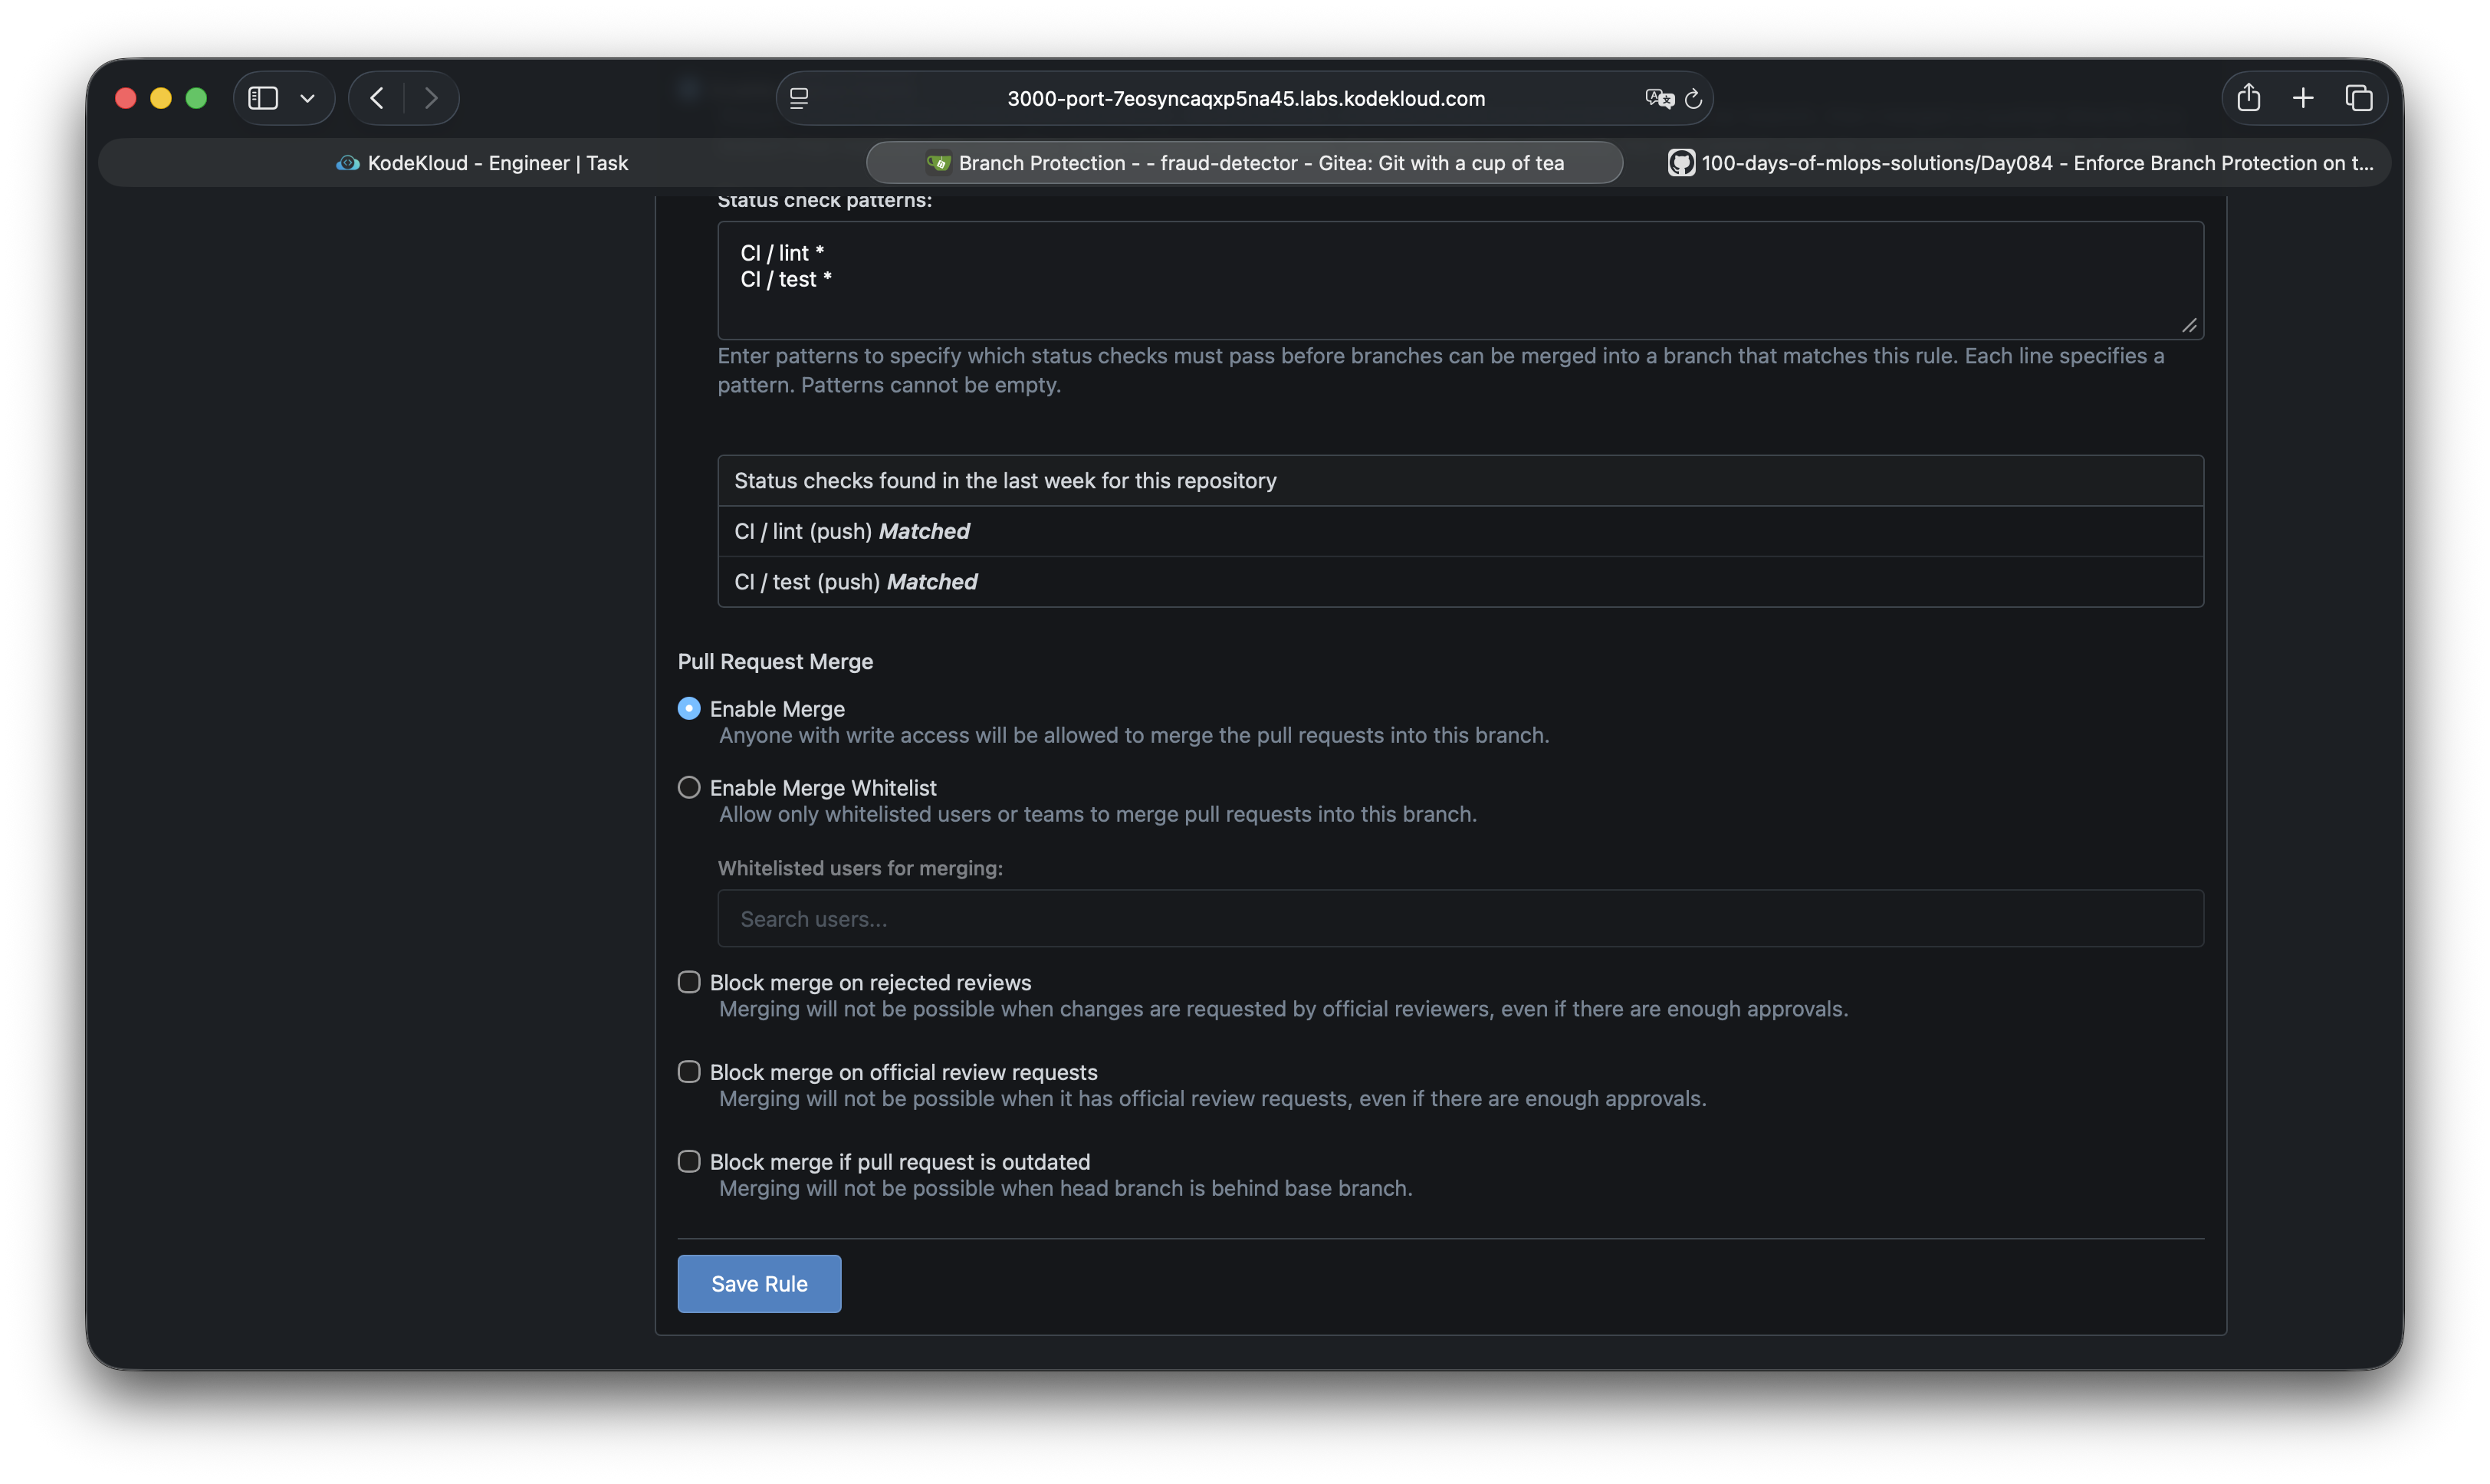 3000-port-7eosyncaqxp5na45.labs.kodekloud.com
KodeKloud - Engineer | Task
Branch Protection - - fraud-detector - Gitea: Git with a cup of tea
100-days-of-mlops-solutions/Day084 - Enforce Branch Protection on t...
Status check patterns:
CI / lint *
CI / test *
Enter patterns to specify which status checks must pass before branches can be merged into a branch that matches this rule. Each line specifies a
pattern. Patterns cannot be empty.
Status checks found in the last week for this repository
CI / lint (push) Matched
CI / test (push) Matched
Pull Request Merge
Enable Merge
Anyone with write access will be allowed to merge the pull requests into this branch.
Enable Merge Whitelist
Allow only whitelisted users or teams to merge pull requests into this branch.
Whitelisted users for merging:
Search users...
Block merge on rejected reviews
Merging will not be possible when changes are requested by official reviewers, even if there are enough approvals.
Block merge on official review requests
Merging will not be possible when it has official review requests, even if there are enough approvals.
Block merge if pull request is outdated
Merging will not be possible when head branch is behind base branch.
Save Rule